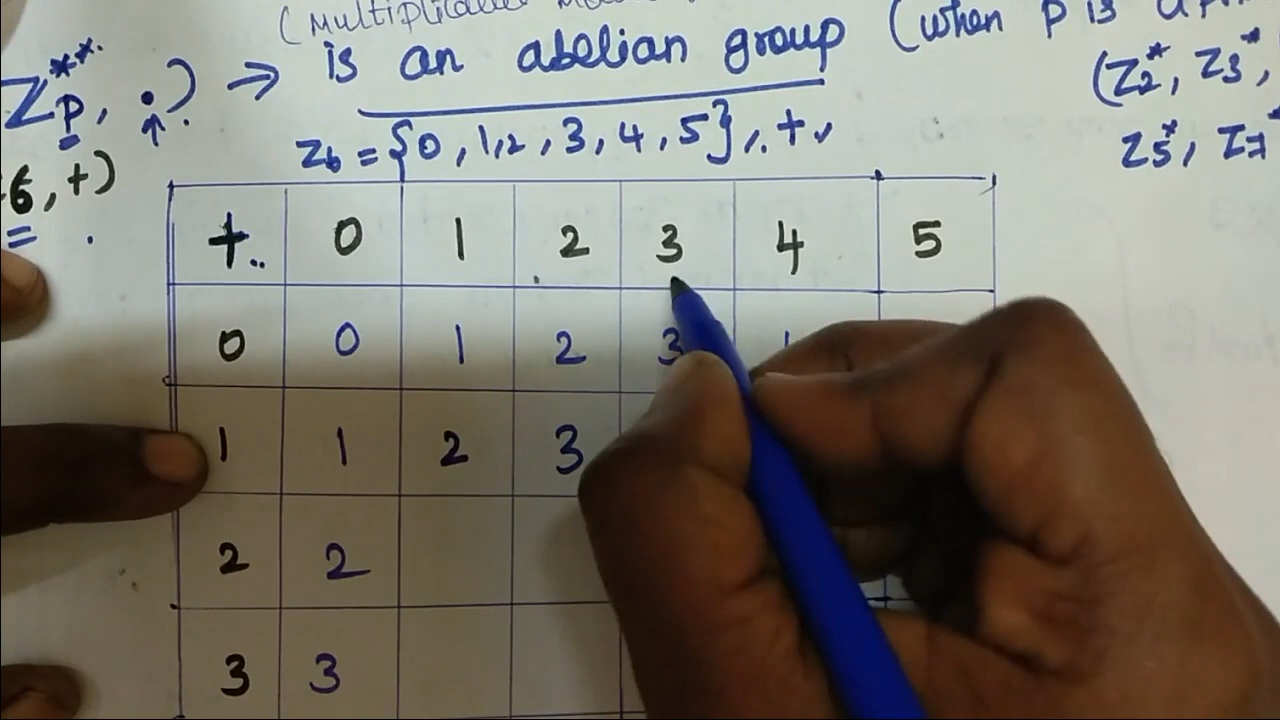 (Multiplicative
is an abelian group (when p is a
Zp**, •) →
(Z2*, Z3*,
Z5*, Z7*
Z6 = {0, 1, 2, 3, 4, 5}, +
6, +)
+ 0 1 2 3 4 5
0 0 1 2 3
1 1 2 3
2 2
3 3